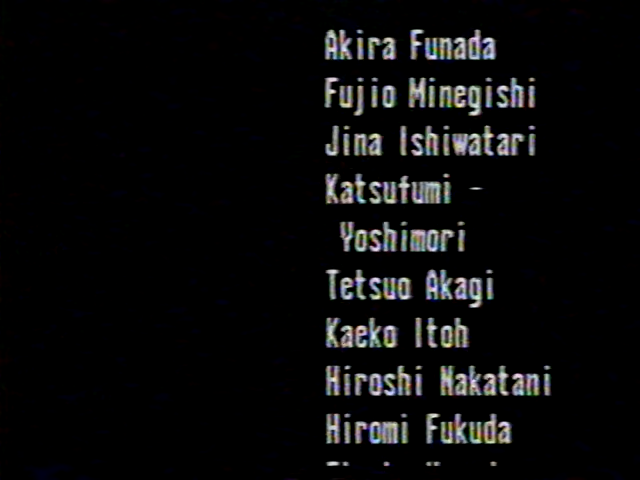 Akira Funada
Fujio Minegishi
Jina Ishiwatari
Katsufumi -
Yoshimori
Tetsuo Akagi
Kaeko Itoh
Hiroshi Nakatani
Hiromi Fukuda